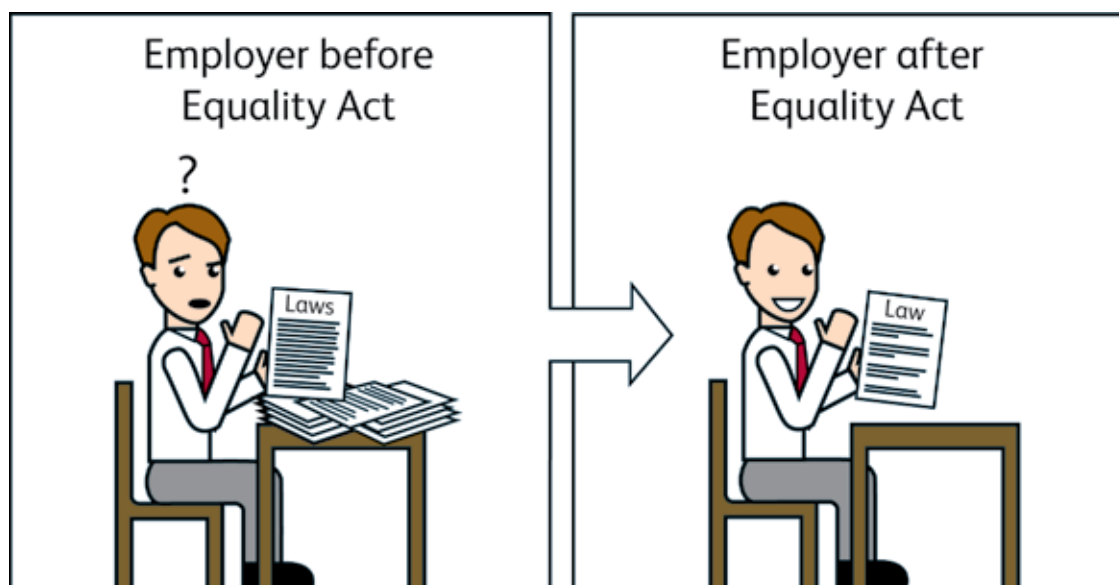 Employer before
Equality Act
?
Laws
Employer after
Equality Act
Law